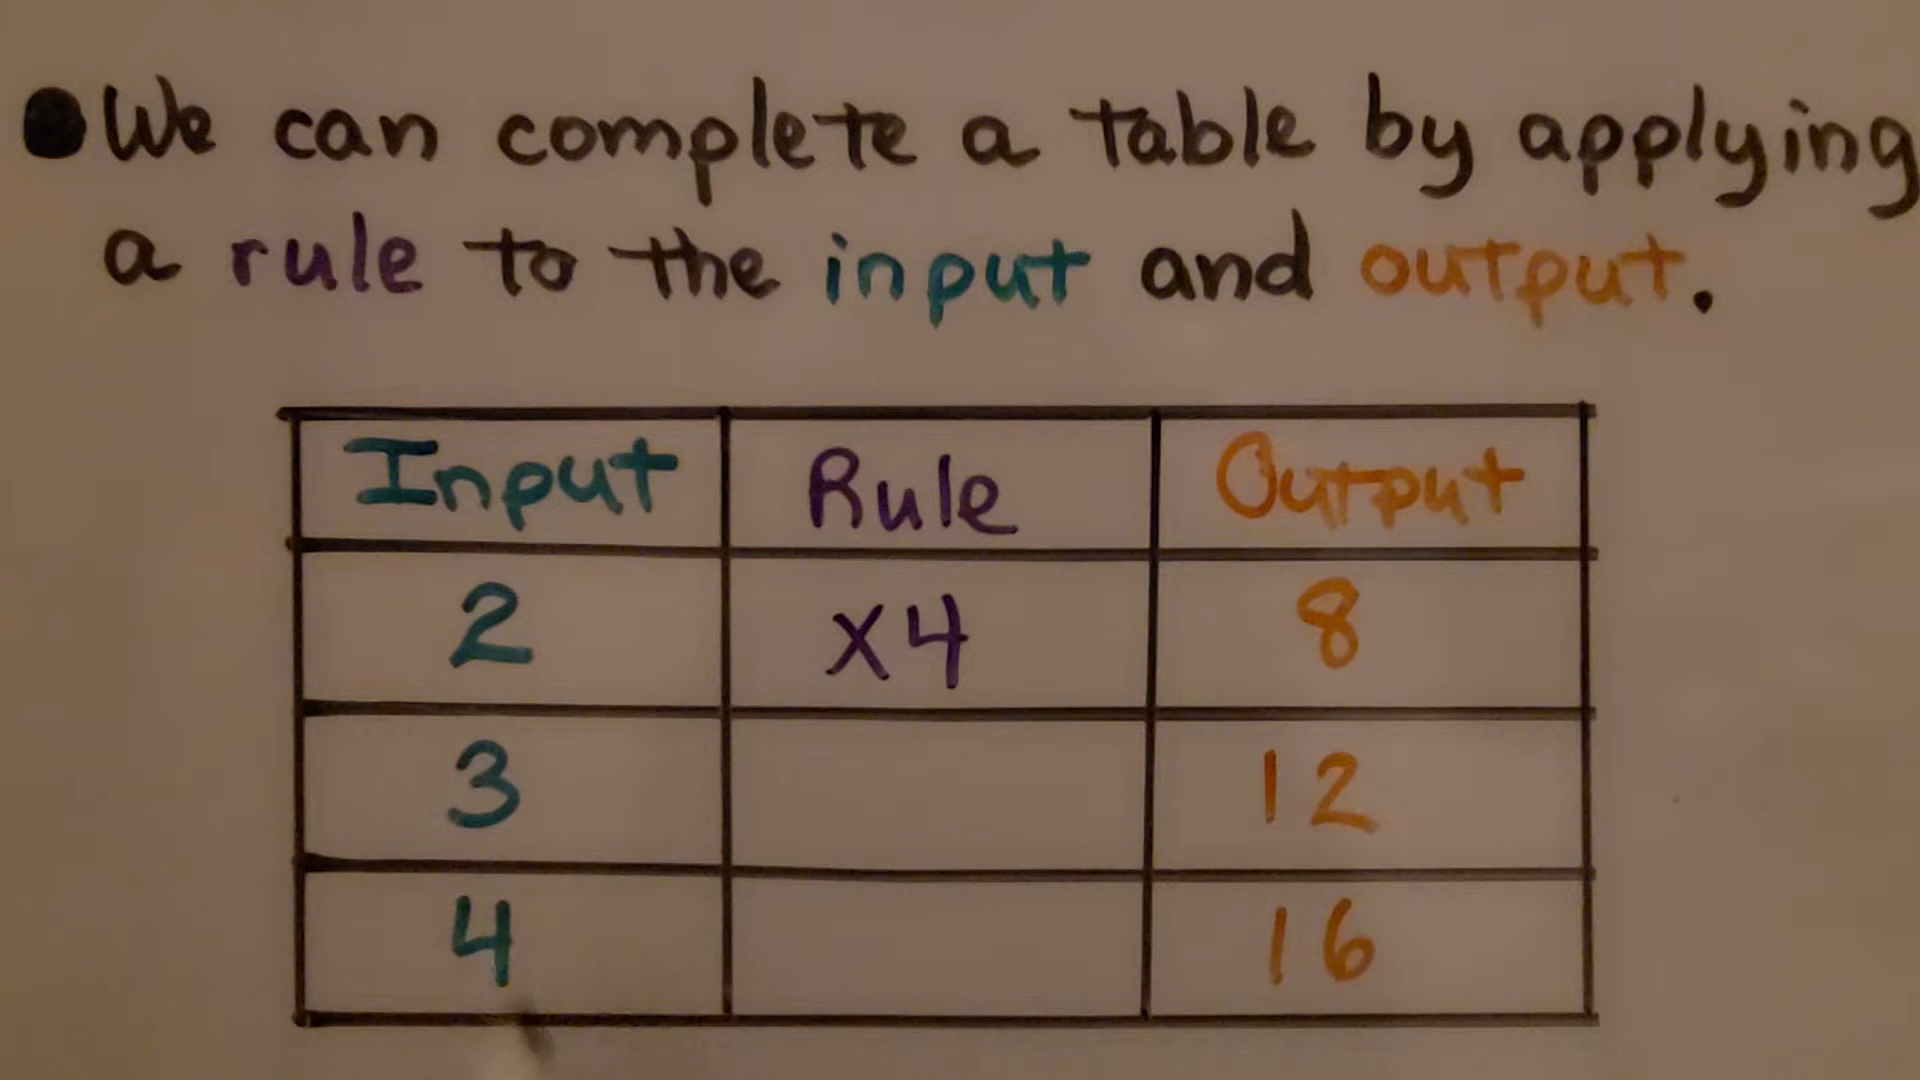 We can complete a table by applying
a rule to the input and output.
Input Rule Output
2 x4 8
3 12
4 16